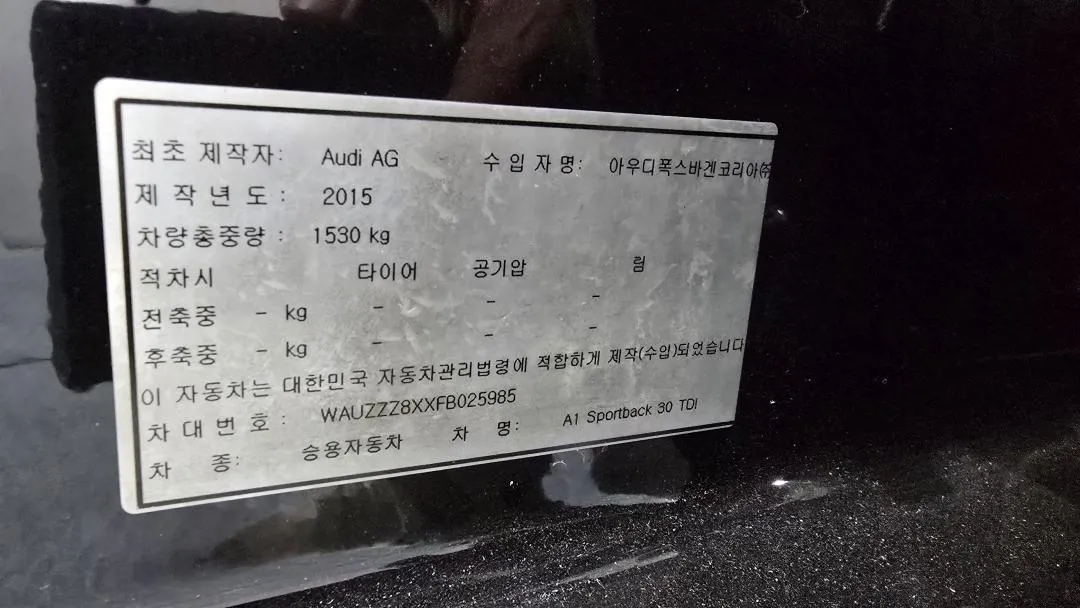 최초 제작자: Audi AG 수입자명: 아우디폭스바겐코리아(주
제작년도: 2015
차량총중량: 1530 kg
적차시 타이어 공기압 림
전축중 - kg - - -
후축중 - kg - - -
이 자동차는 대한민국 자동차관리법령에 적합하게 제작(수입)되었습니다
차대번호: WAUZZZ8XXFB025985
차 종: 승용자동차 차 명: A1 Sportback 30 TDI